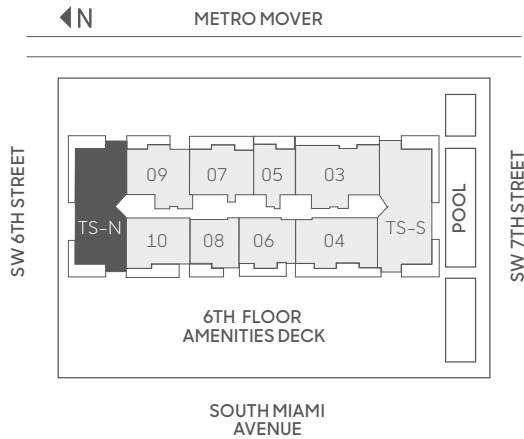 N
METRO MOVER
SW 6TH STREET
09
07
05
03
TS-N
TS-S
10
08
06
04
POOL
SW 7TH STREET
6TH FLOOR
AMENITIES DECK
SOUTH MIAMI
AVENUE